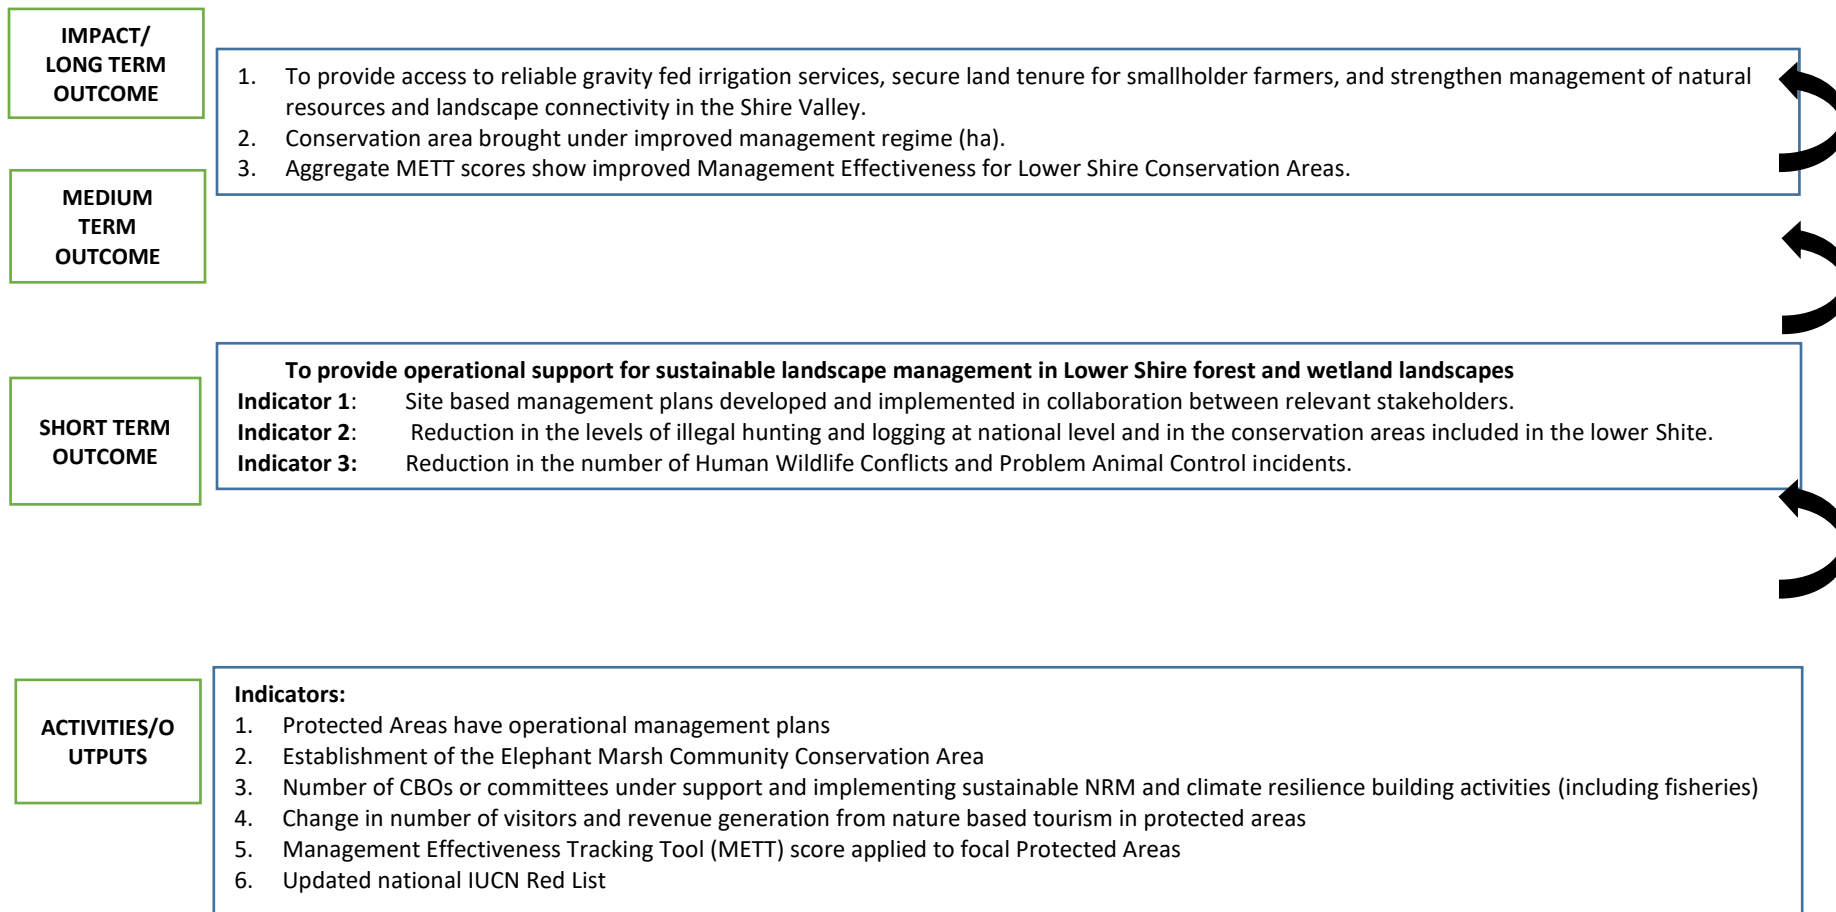 IMPACT/
LONG TERM
OUTCOME
1. To provide access to reliable gravity fed irrigation services, secure land tenure for smallholder farmers, and strengthen management of natural
resources and landscape connectivity in the Shire Valley.
2. Conservation area brought under improved management regime (ha).
3. Aggregate METT scores show improved Management Effectiveness for Lower Shire Conservation Areas.
MEDIUM
TERM
OUTCOME
SHORT TERM
OUTCOME
To provide operational support for sustainable landscape management in Lower Shire forest and wetland landscapes
Indicator 1: Site based management plans developed and implemented in collaboration between relevant stakeholders.
Indicator 2: Reduction in the levels of illegal hunting and logging at national level and in the conservation areas included in the lower Shite.
Indicator 3: Reduction in the number of Human Wildlife Conflicts and Problem Animal Control incidents.
ACTIVITIES/O
UTPUTS
Indicators:
1. Protected Areas have operational management plans
2. Establishment of the Elephant Marsh Community Conservation Area
3. Number of CBOs or committees under support and implementing sustainable NRM and climate resilience building activities (including fisheries)
4. Change in number of visitors and revenue generation from nature based tourism in protected areas
5. Management Effectiveness Tracking Tool (METT) score applied to focal Protected Areas
6. Updated national IUCN Red List